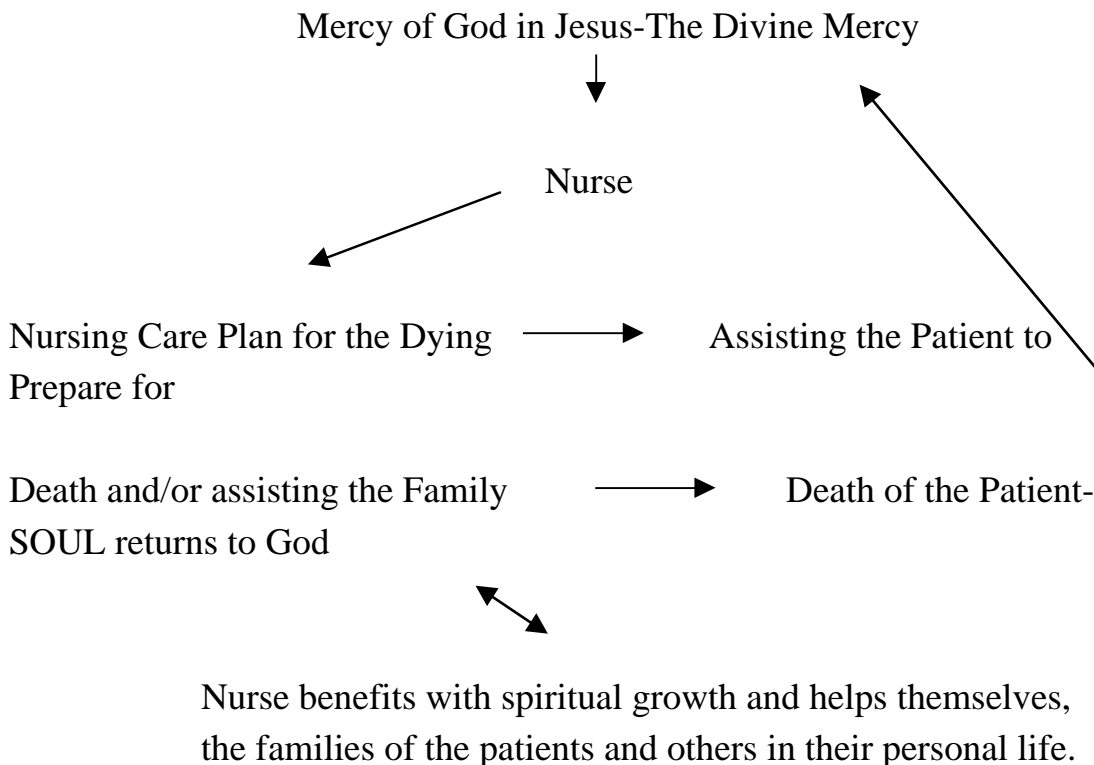 Mercy of God in Jesus-The Divine Mercy
Nurse
Nursing Care Plan for the Dying Assisting the Patient to
Prepare for
Death and/or assisting the Family Death of the Patient-
SOUL returns to God
Nurse benefits with spiritual growth and helps themselves,
the families of the patients and others in their personal life.